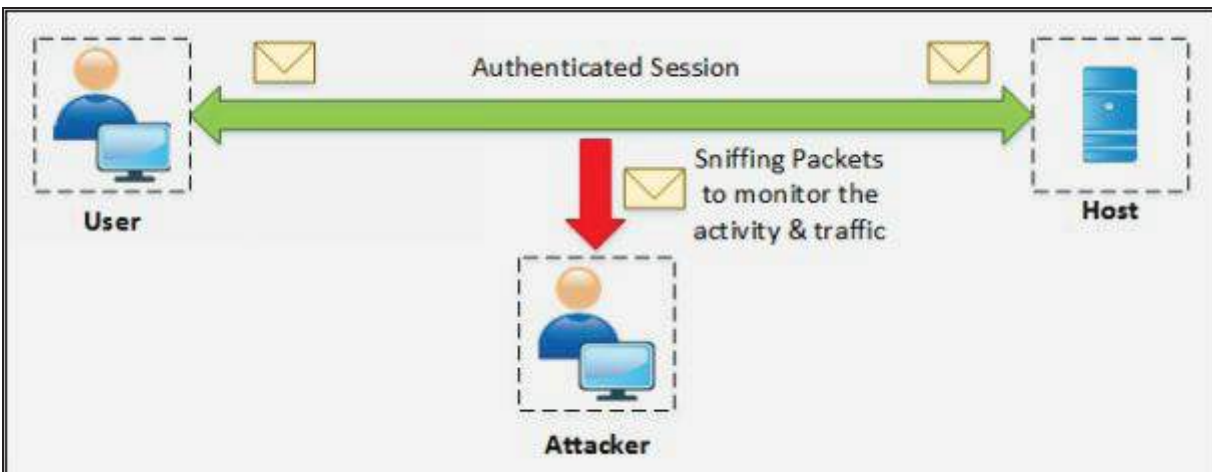 Authenticated Session
Sniffing Packets
to monitor the
activity & traffic
User
Host
Attacker